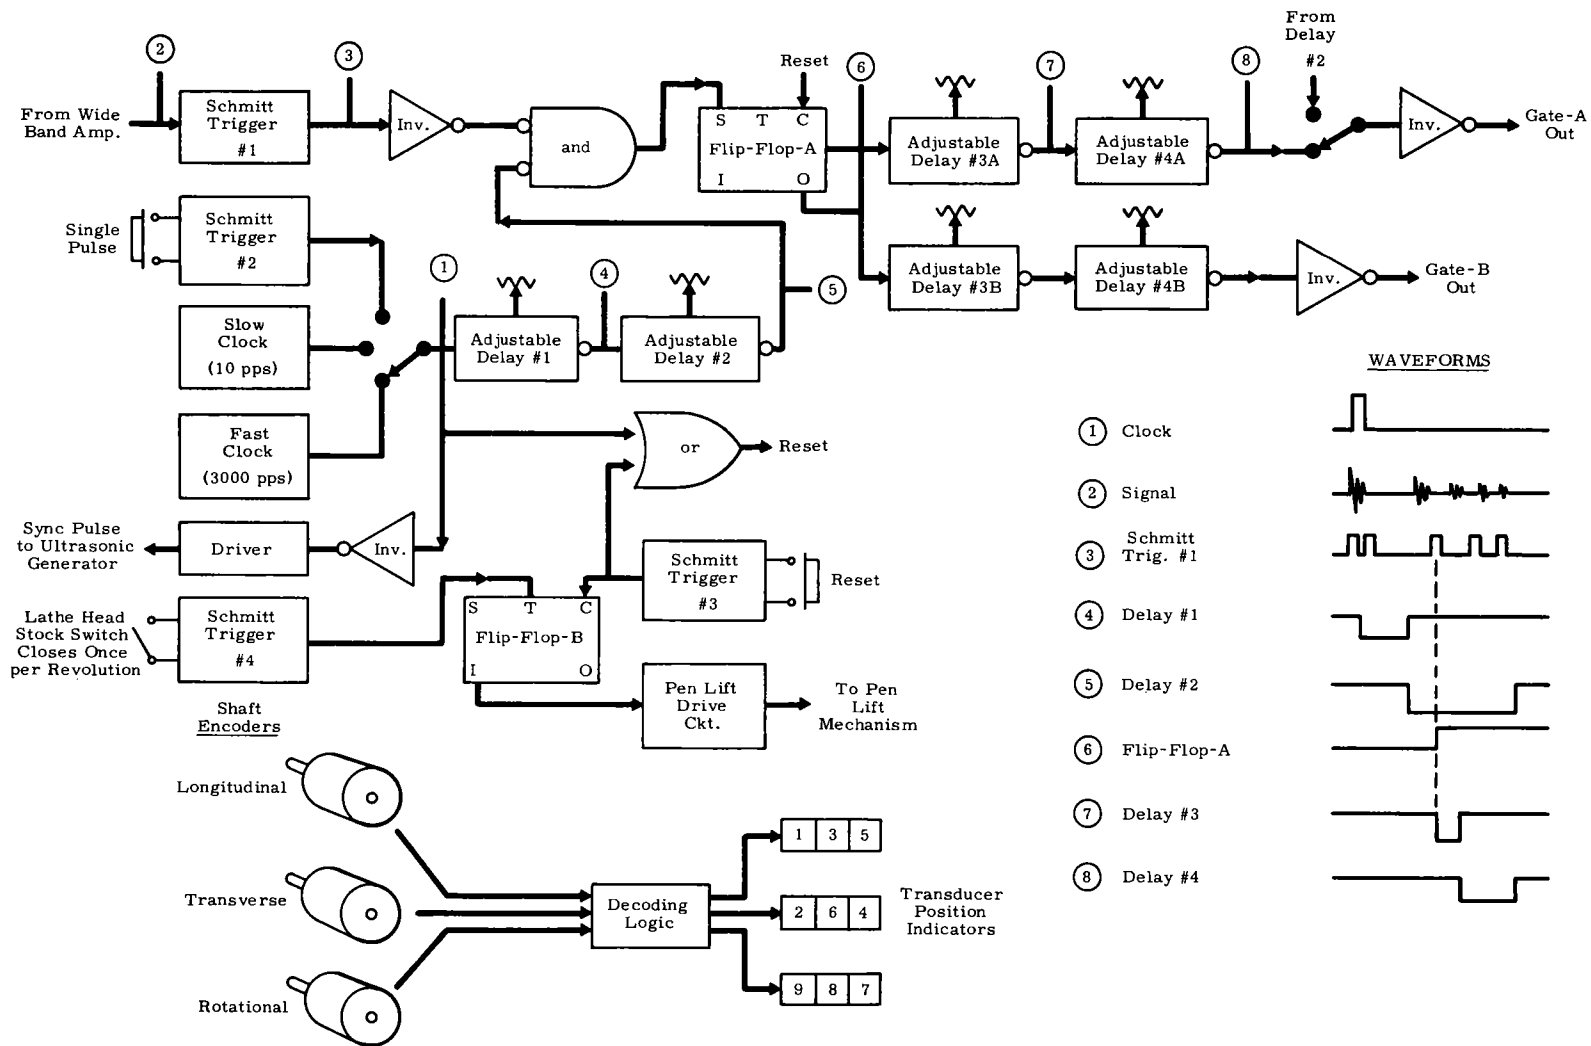 From
Delay
#2
2
3
Reset
6
7
8
From Wide
Band Amp.
Schmitt
Trigger
#1
Inv.
and
S T C
Flip-Flop-A
I O
Adjustable
Delay #3A
Adjustable
Delay #4A
Inv.
Gate-A
Out
Single
Pulse
Schmitt
Trigger
#2
1
4
5
Adjustable
Delay #3B
Adjustable
Delay #4B
Inv.
Gate-B
Out
Slow
Clock
(10 pps)
Adjustable
Delay #1
Adjustable
Delay #2
Fast
Clock
(3000 pps)
or
Reset
Sync Pulse
to Ultrasonic
Generator
Driver
Inv.
Schmitt
Trigger
#3
Reset
Lathe Head
Stock Switch
Closes Once
per Revolution
Schmitt
Trigger
#4
S T C
Flip-Flop-B
I O
Pen Lift
Drive
Ckt.
To Pen
Lift
Mechanism
Shaft
Encoders
Longitudinal
Transverse
Rotational
Decoding
Logic
1 3 5
2 6 4
9 8 7
Transducer
Position
Indicators
WAVEFORMS
1 Clock
2 Signal
3 Schmitt
Trig. #1
4 Delay #1
5 Delay #2
6 Flip-Flop-A
7 Delay #3
8 Delay #4